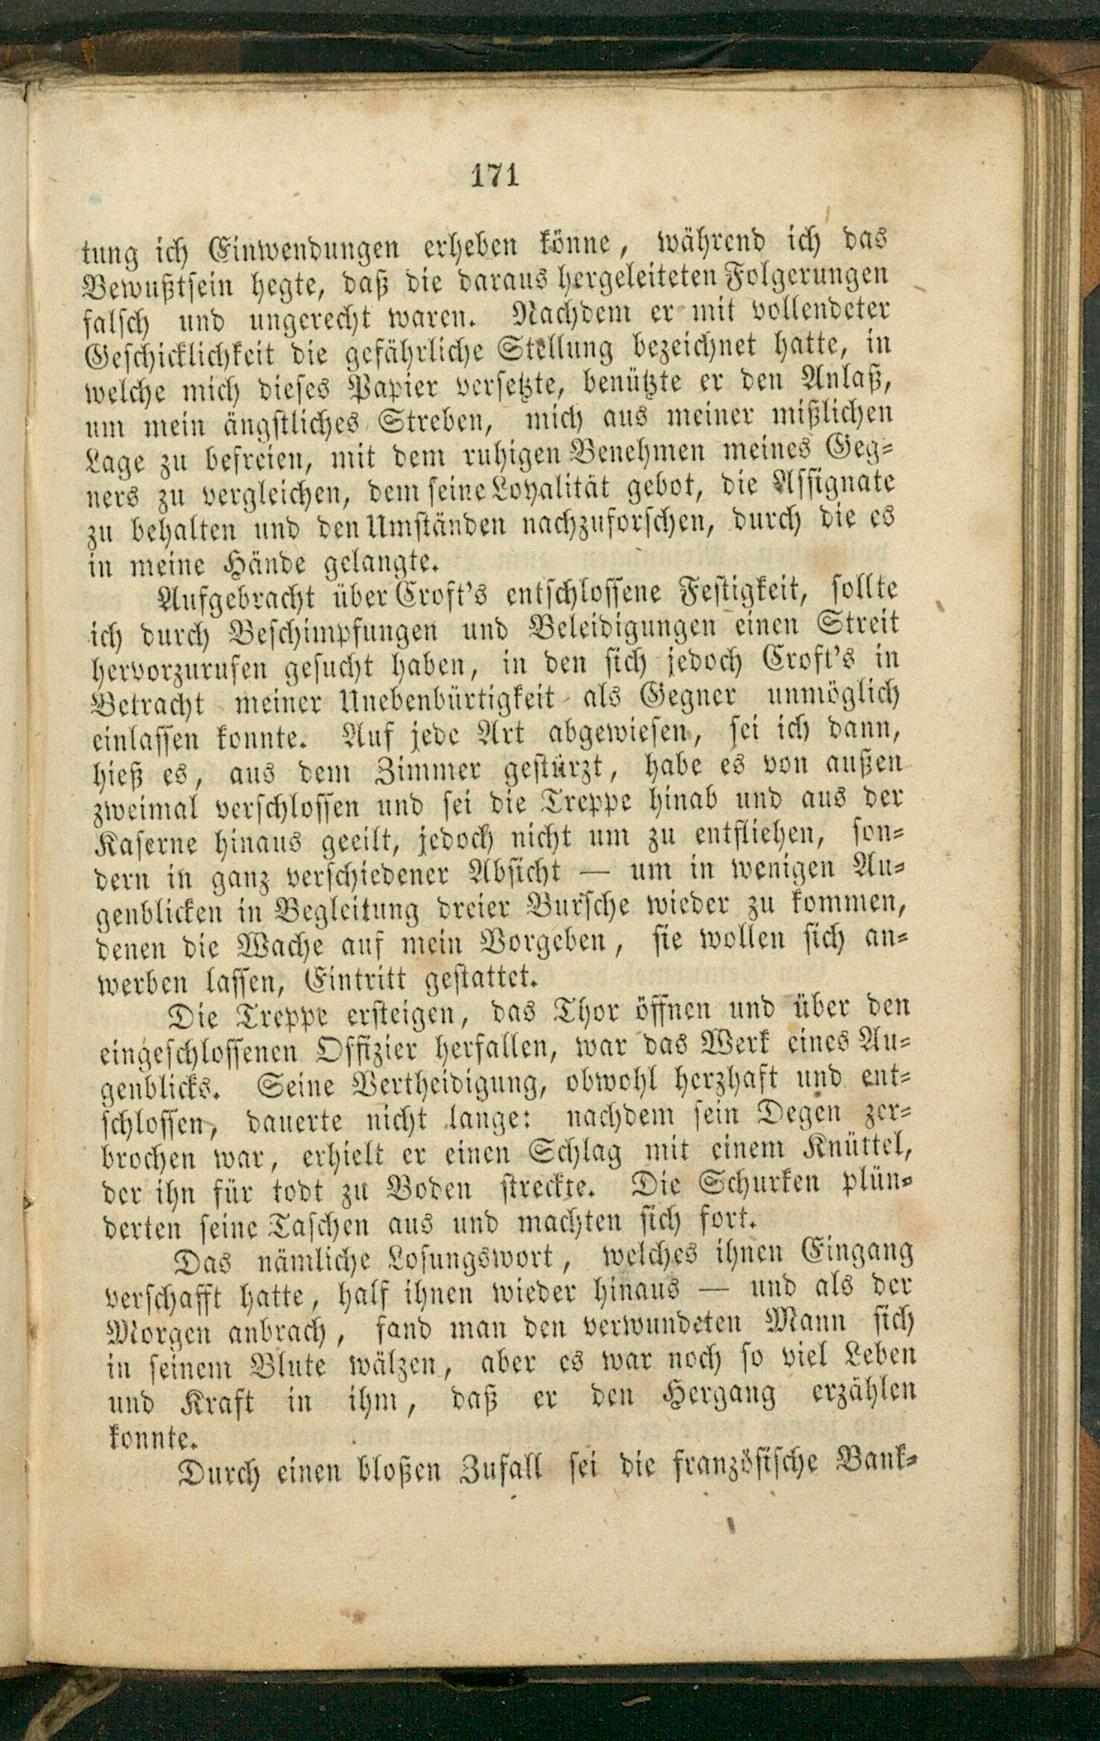 171
tung ich Einwendungen erheben könne, während ich das
Bewußtsein hegte, daß die daraus hergeleiteten Folgerungen
falsch und ungerecht waren. Nachdem er mit vollendeter
Geschicklichkeit die gefährliche Stellung bezeichnet hatte, in
welche mich dieses Papier versetzte, benützte er den Anlaß,
um mein ängstliches Streben, mich aus meiner mißlichen
Lage zu befreien, mit dem ruhigen Benehmen meines Geg-
ners zu vergleichen, dem seine Loyalität gebot, die Assignate
zu behalten und den Umständen nachzuforschen, durch die es
in meine Hände gelangte.
Aufgebracht über Croft's entschlossene Festigkeit, sollte
ich durch Beschimpfungen und Beleidigungen einen Streit
hervorzurufen gesucht haben, in den sich jedoch Croft's in
Betracht meiner Unebenbürtigkeit als Gegner unmöglich
einlassen konnte. Auf jede Art abgewiesen, sei ich dann,
hieß es, aus dem Zimmer gestürzt, habe es von außen
zweimal verschlossen und sei die Treppe hinab und aus der
Kaserne hinaus geeilt, jedoch nicht um zu entfliehen, son-
dern in ganz verschiedener Absicht — um in wenigen Au-
genblicken in Begleitung dreier Bursche wieder zu kommen,
denen die Wache auf mein Vorgeben, sie wollen sich an-
werben lassen, Eintritt gestattet.
Die Treppe ersteigen, das Thor öffnen und über den
eingeschlossenen Offizier herfallen, war das Werk eines Au-
genblicks. Seine Vertheidigung, obwohl herzhaft und ent-
schlossen, dauerte nicht lange: nachdem sein Degen zer-
brochen war, erhielt er einen Schlag mit einem Knüttel,
der ihn für todt zu Boden streckte. Die Schurken plün-
derten seine Taschen aus und machten sich fort.
Das nämliche Losungswort, welches ihnen Eingang
verschafft hatte, half ihnen wieder hinaus — und als der
Morgen anbrach, fand man den verwundeten Mann sich
in seinem Blute wälzen, aber es war noch so viel Leben
und Kraft in ihm, daß er den Hergang erzählen
konnte.
Durch einen bloßen Zufall sei die französische Bank-